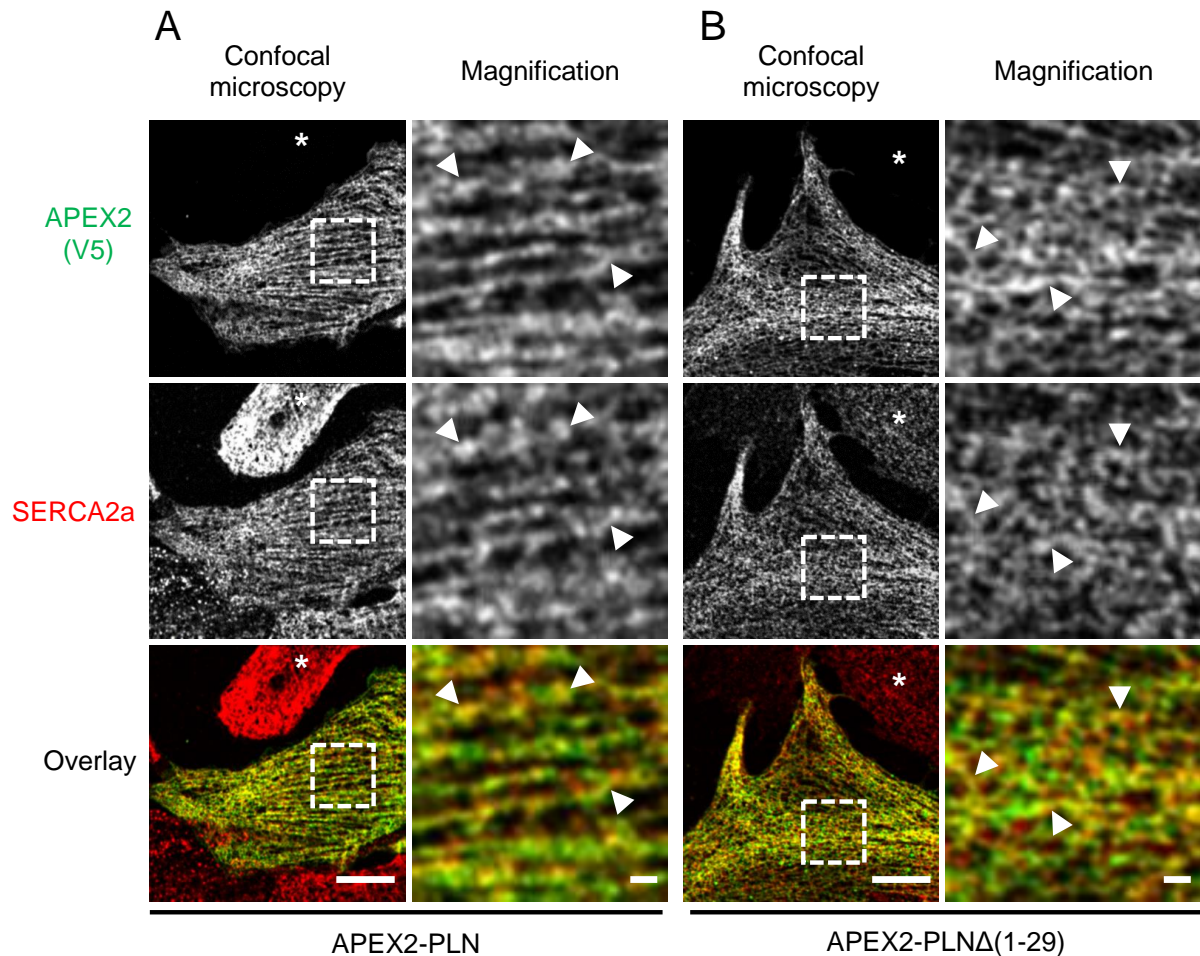 A
B
Confocal
microscopy
Magnification
Confocal
microscopy
Magnification
*
*
APEX2
(V5)
*
*
SERCA2a
*
*
Overlay
APEX2-PLN
APEX2-PLNΔ(1-29)